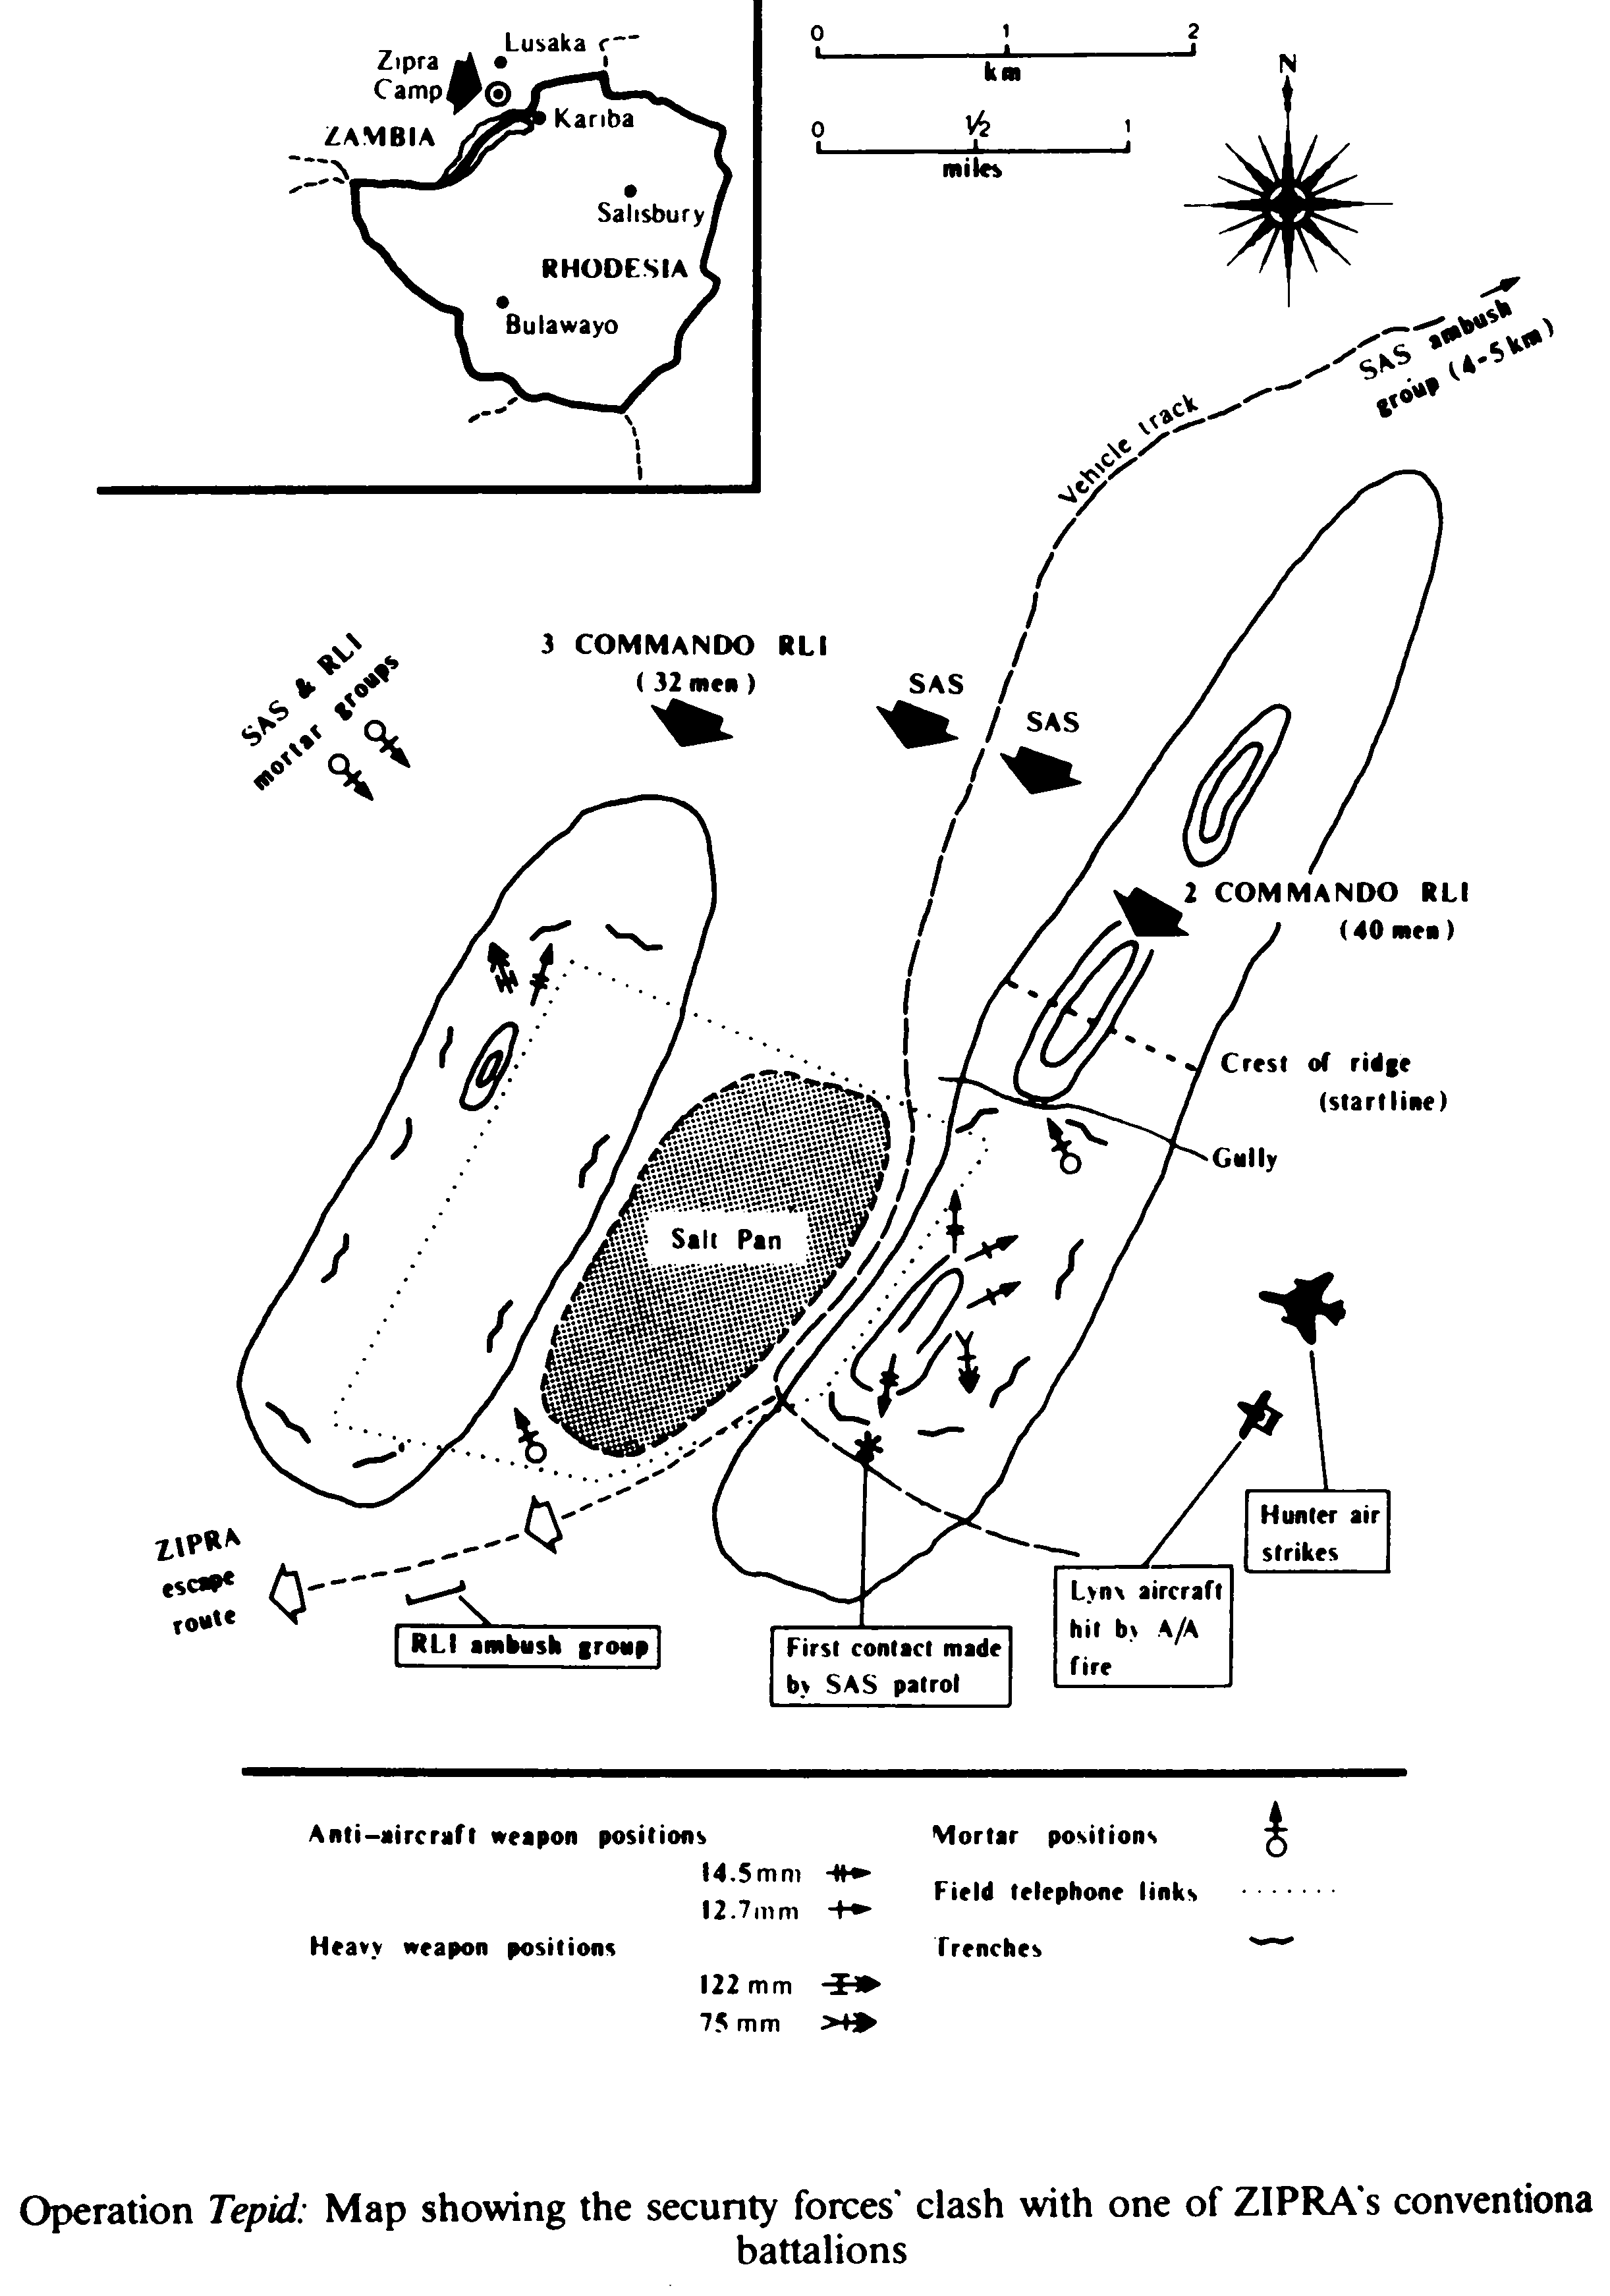 Lusaka
Zipra
Camp
Kariba
ZAMBIA
Salisbury
RHODESIA
Bulawayo
0 1 2
km
0 ½ 1
miles
N
SAS ambush
group (4-5km)
Vehicle track
SAS & RLI
mortar groups
3 COMMANDO RLI
(32 men)
SAS
SAS
2 COMMANDO RLI
(40 men)
Crest of ridge
(startline)
Gully
Salt Pan
ZIPRA
escape
route
RLI ambush group
First contact made
by SAS patrol
Lynx aircraft
hit by A/A
fire
Hunter air
strikes
Anti-aircraft weapon positions
14.5mm
12.7mm
Heavy weapon positions
122 mm
75 mm
Mortar positions
Field telephone links
Trenches
Operation Tepid: Map showing the security forces' clash with one of ZIPRA's conventiona
battalions